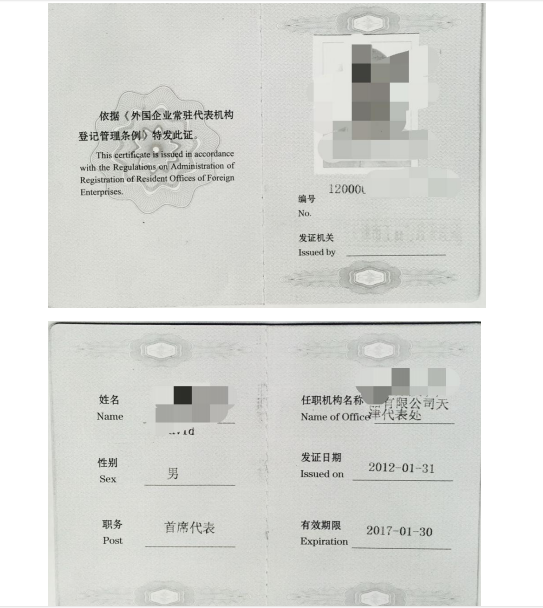 依据《外国企业常驻代表机构
登记管理条例》特发此证。
This certificate is issued in accordance
with the Regulations on Administration of
Registration of Resident Offices of Foreign
Enterprises.
编号 12000
No.
发证机关
Issued by
姓名
Name
性别 男
Sex
职务 首席代表
Post
任职机构名称 有限公司天
Name of Office 津代表处
发证日期 2012-01-31
Issued on
有效期限 2017-01-30
Expiration